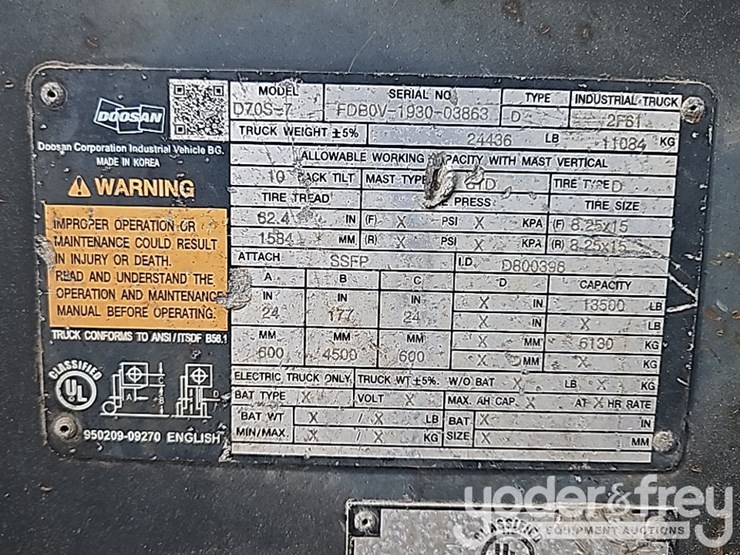 DOOSAN
Doosan Corporation Industrial Vehicle BG.
MADE IN KOREA
WARNING
IMPROPER OPERATION OR
MAINTENANCE COULD RESULT
IN INJURY OR DEATH.
READ AND UNDERSTAND THE
OPERATION AND MAINTENANCE
MANUAL BEFORE OPERATING.
TRUCK CONFORMS TO ANSI/ITSDF B56.1
CLASSIFIED
UL
A B C D
950209-09270 ENGLISH
MODEL SERIAL NO TYPE INDUSTRIAL TRUCK
D70S-7 FDB0V-1930-03863 D 2F61
TRUCK WEIGHT ±5% 24436 LB 11084 KG
ALLOWABLE WORKING CAPACITY WITH MAST VERTICAL
10 BACK TILT MAST TYPE STD TIRE TYPE D
TIRE TREAD PRESS: TIRE SIZE
62.4 IN (F) X PSI X KPA (F) 8.25x15
1584 MM (R) X PSI X KPA (R) 8.25x15
ATTACH SSFP I.D. D800398
A B C D CAPACITY
IN IN IN X IN 13500 LB
24 177 24 X IN X LB
MM MM MM X MM 6130 KG
600 4500 600 X MM X KG
ELECTRIC TRUCK ONLY TRUCK WT ±5% W/O BAT X LB X KG
BAT TYPE X VOLT X MAX. AH CAP. X AT X HR RATE
BAT WT X / X LB BAT. X IN
MIN/MAX X / X KG SIZE X MM
yoder&frey
EQUIPMENT AUCTIONS
CLASSIFIED
UL